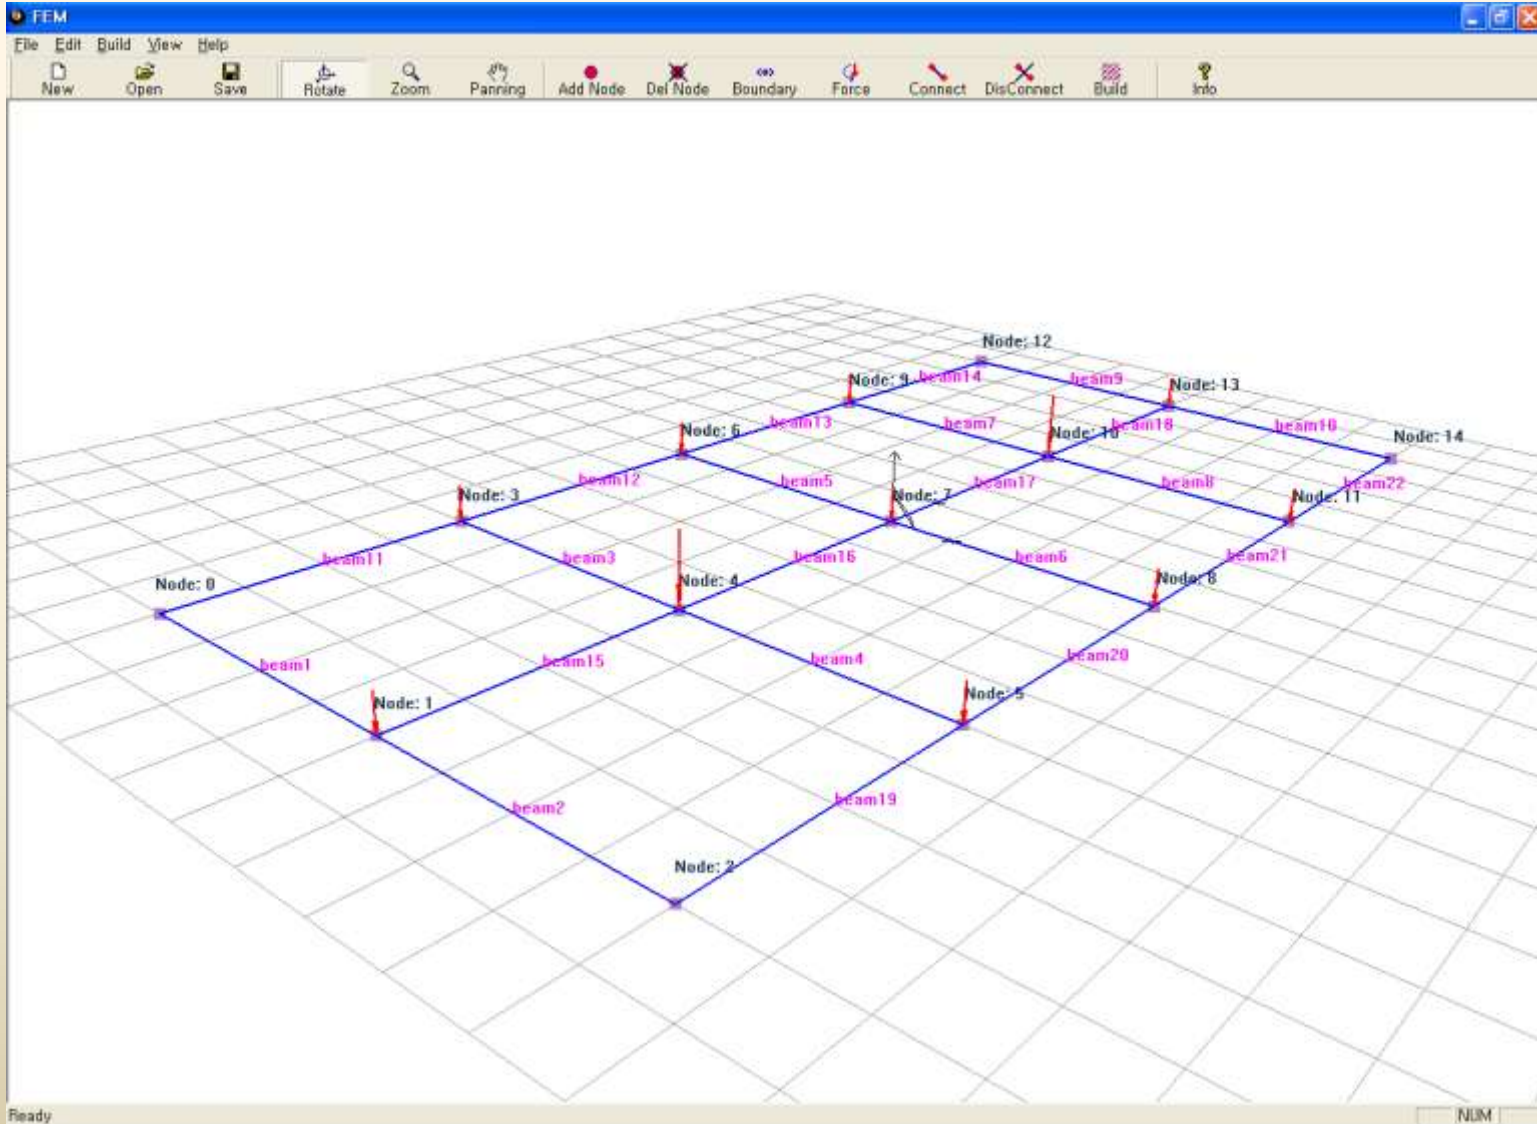 FEM
File Edit Build View Help
New Open Save Rotate Zoom Panning Add Node Del Node Boundary Force Connect DisConnect Build Info
Node: 12
Node: 9 beam14 beam9 Node: 13
beam13 beam7 beam18 beam10
Node: 6 Node: 10 Node: 14
beam12 beam5 beam17 beam8 beam22
Node: 3 Node: 7 Node: 11
beam11 beam3 beam16 beam6 beam21
Node: 0 Node: 4 Node: 8
beam1 beam15 beam4 beam20
Node: 1 Node: 5
beam2 beam19
Node: 2
Ready NUM